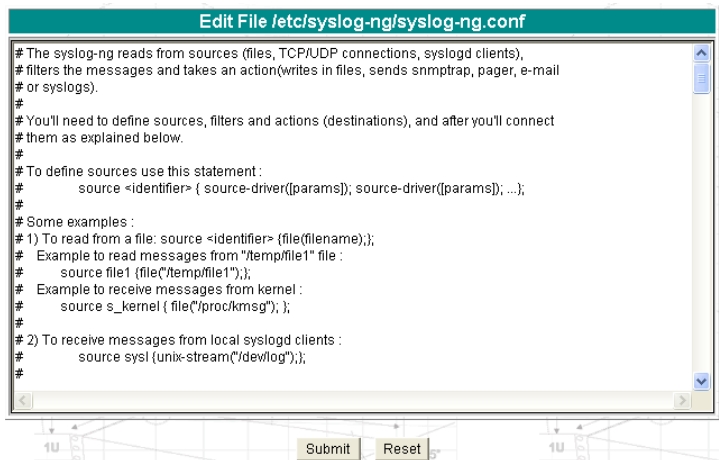 Edit File /etc/syslog-ng/syslog-ng.conf
# The syslog-ng reads from sources (files, TCP/UDP connections, syslogd clients),
# filters the messages and takes an action(writes in files, sends snmptrap, pager, e-mail
# or syslogs).
#
# You'll need to define sources, filters and actions (destinations), and after you'll connect
# them as explained below.
#
# To define sources use this statement :
# source <identifier> { source-driver([params]); source-driver([params]); ...};
#
# Some examples :
# 1) To read from a file: source <identifier> {file(filename);};
# Example to read messages from "/temp/file1" file :
# source file1 {file("/temp/file1");};
# Example to receive messages from kernel :
# source s_kernel { file("/proc/kmsg"); };
#
# 2) To receive messages from local syslogd clients :
# source sysl {unix-stream("/dev/log");};
#
1U
Submit Reset
5"
1U